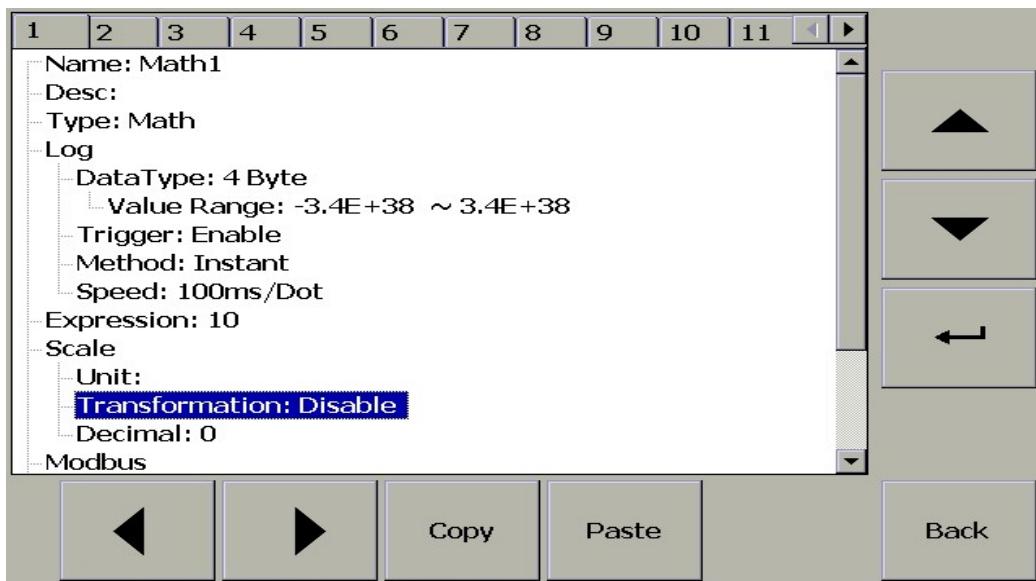 1 2 3 4 5 6 7 8 9 10 11
Name: Math1
Desc:
Type: Math
Log
DataType: 4 Byte
Value Range: -3.4E+38 ~ 3.4E+38
Trigger: Enable
Method: Instant
Speed: 100ms/Dot
Expression: 10
Scale
Unit:
Transformation: Disable
Decimal: 0
Modbus
Copy Paste Back